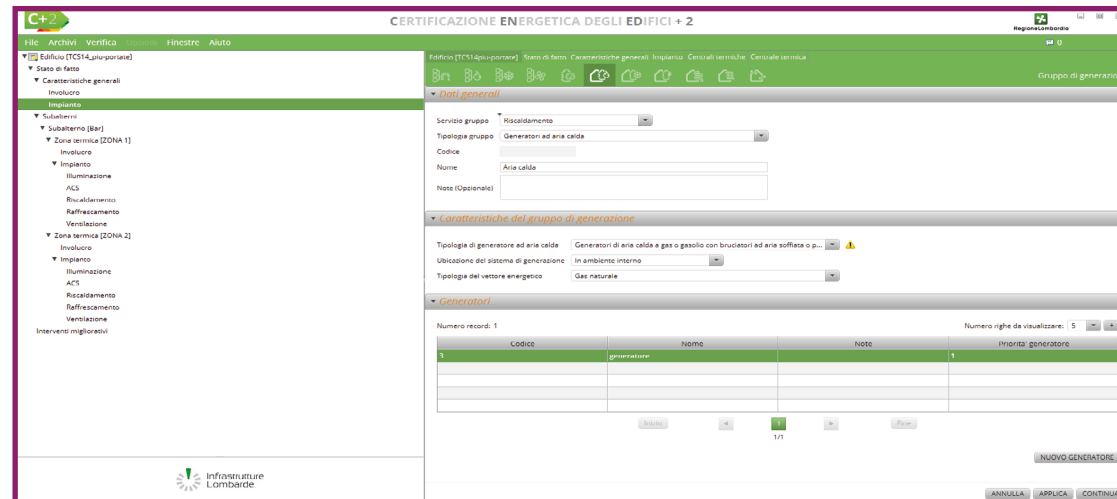 C+2
CERTIFICAZIONE ENERGETICA DEGLI EDIFICI + 2
RegioneLombardia
File Archivi Verifica Opzioni Finestre Aiuto
0
Edificio [TCS14_piu-portate]
Stato di fatto
Caratteristiche generali
Involucro
Impianto
Subalterni
Subalterno [Bar]
Zona termica [ZONA 1]
Involucro
Impianto
Illuminazione
ACS
Riscaldamento
Raffrescamento
Ventilazione
Zona termica [ZONA 2]
Involucro
Impianto
Illuminazione
ACS
Riscaldamento
Raffrescamento
Ventilazione
Interventi migliorativi
Infrastrutture
Lombarde
Edificio [TCS14piu-portate] Stato di fatto Caratteristiche generali Impianto Centrali termiche Centrale termica
Gruppo di generazio
Dati generali
Servizio gruppo Riscaldamento
Tipologia gruppo Generatori ad aria calda
Codice
Nome Aria calda
Note (Opzionale)
Caratteristiche del gruppo di generazione
Tipologia di generatore ad aria calda Generatori di aria calda a gas o gasolio con bruciatori ad aria soffiata o p...
Ubicazione del sistema di generazione In ambiente interno
Tipologia del vettore energetico Gas naturale
Generatori
Numero record: 1 Numero righe da visualizzare: 5 +
Codice Nome Note Priorita' generatore
3 generatore 1
Inizio 1 Fine
1/1
NUOVO GENERATORE
ANNULLA APPLICA CONTINUA